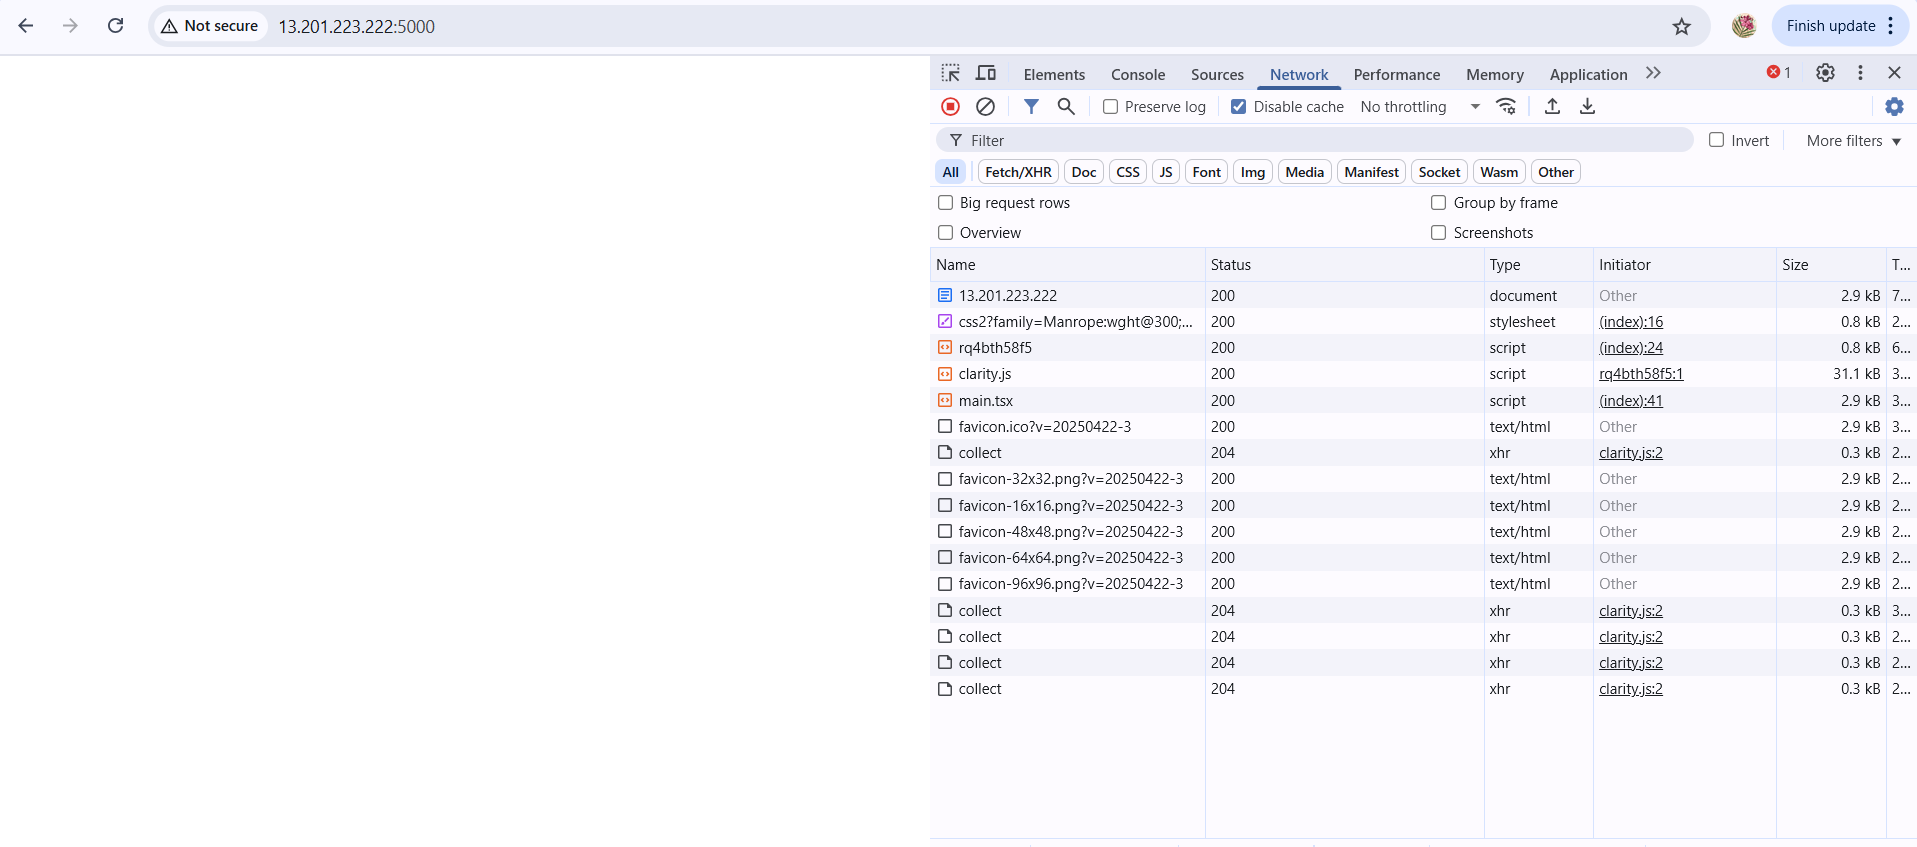 Not secure 13.201.223.222:5000 Finish update
Elements Console Sources Network Performance Memory Application 1
Preserve log Disable cache No throttling
Filter Invert More filters
All Fetch/XHR Doc CSS JS Font Img Media Manifest Socket Wasm Other
Big request rows Group by frame
Overview Screenshots
Name Status Type Initiator Size T...
13.201.223.222 200 document Other 2.9 kB 7...
css2?family=Manrope:wght@300;... 200 stylesheet (index):16 0.8 kB 2...
rq4bth58f5 200 script (index):24 0.8 kB 6...
clarity.js 200 script rq4bth58f5:1 31.1 kB 3...
main.tsx 200 script (index):41 2.9 kB 3...
favicon.ico?v=20250422-3 200 text/html Other 2.9 kB 3...
collect 204 xhr clarity.js:2 0.3 kB 2...
favicon-32x32.png?v=20250422-3 200 text/html Other 2.9 kB 2...
favicon-16x16.png?v=20250422-3 200 text/html Other 2.9 kB 2...
favicon-48x48.png?v=20250422-3 200 text/html Other 2.9 kB 2...
favicon-64x64.png?v=20250422-3 200 text/html Other 2.9 kB 2...
favicon-96x96.png?v=20250422-3 200 text/html Other 2.9 kB 2...
collect 204 xhr clarity.js:2 0.3 kB 3...
collect 204 xhr clarity.js:2 0.3 kB 2...
collect 204 xhr clarity.js:2 0.3 kB 2...
collect 204 xhr clarity.js:2 0.3 kB 2...